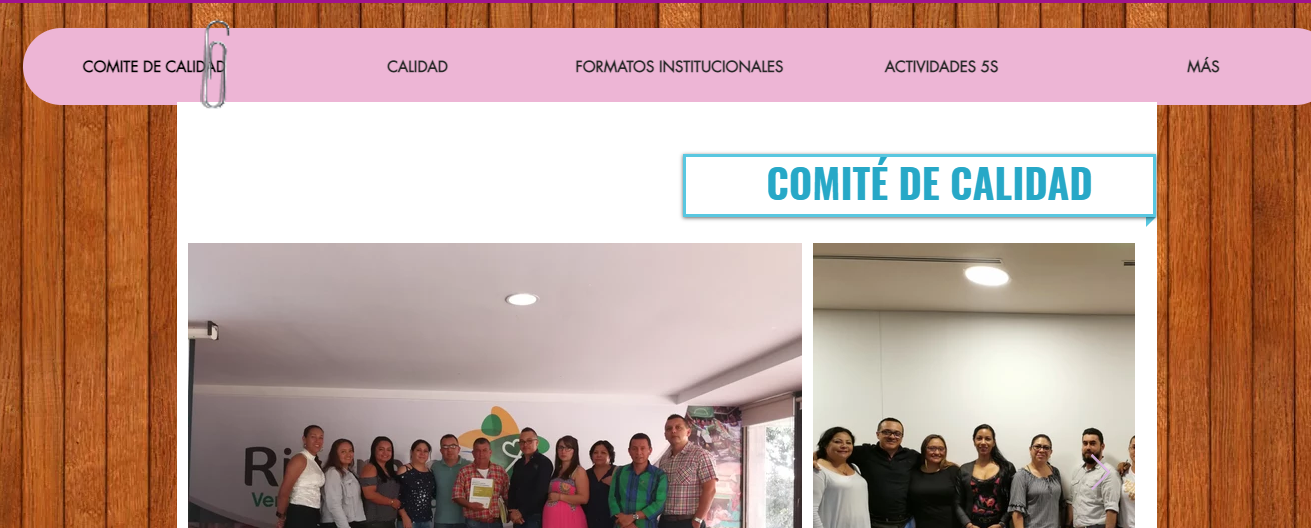 COMITE DE CALIDAD
CALIDAD
FORMATOS INSTITUCIONALES
ACTIVIDADES 5S
MÁS
COMITÉ DE CALIDAD